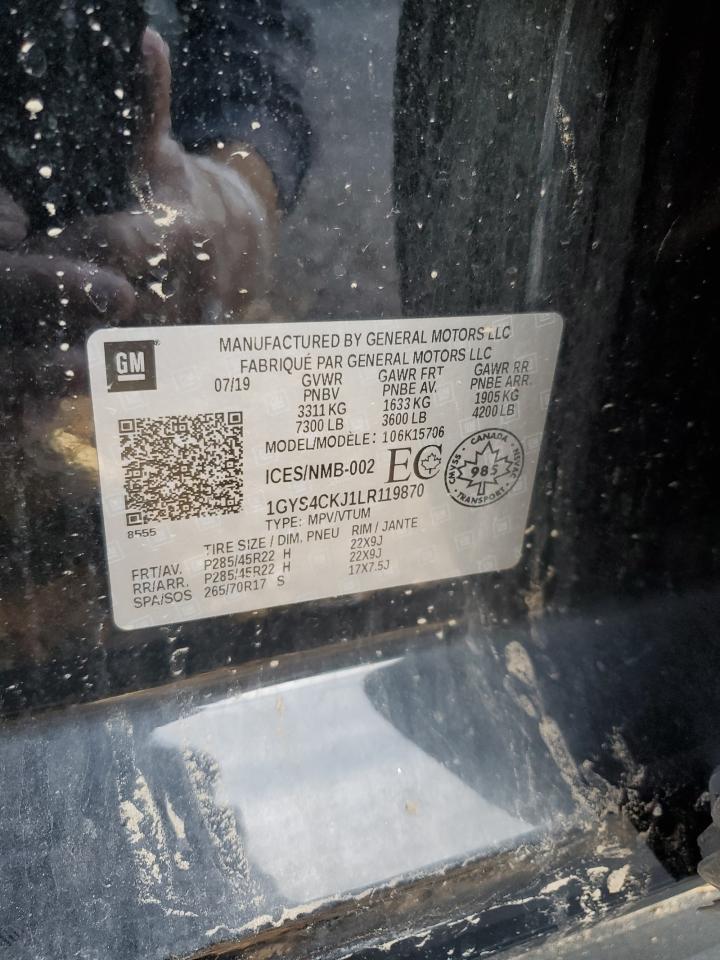 GM
MANUFACTURED BY GENERAL MOTORS LLC
FABRIQUÉ PAR GENERAL MOTORS LLC
07/19
GVWR
PNBV
3311 KG
7300 LB
GAWR FRT
PNBE AV.
1633 KG
3600 LB
GAWR RR
PNBE ARR.
1905 KG
4200 LB
MODEL/MODÈLE: 106K15706
ICES/NMB-002 EC
CANADA
CMVSS 985 NSVAC
TRANSPORT
1GYS4CKJ1LR119870
TYPE: MPV/VTUM
8555
TIRE SIZE / DIM. PNEU RIM / JANTE
FRT/AV. P285/45R22 H 22X9J
RR/ARR. P285/45R22 H 22X9J
SPA/SOS 265/70R17 S 17X7.5J